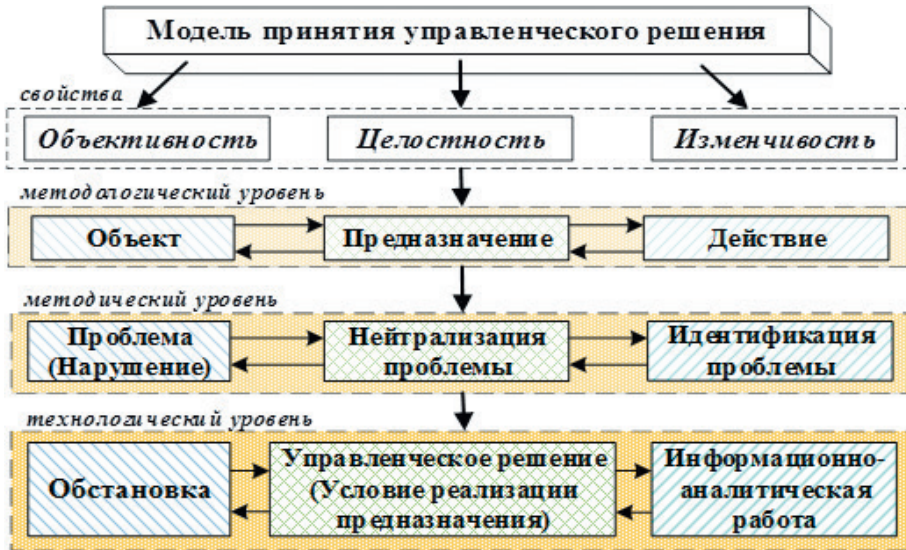 Модель принятия управленческого решения
свойства
Объективность
Целостность
Изменчивость
методологический уровень
Объект
Предназначение
Действие
методический уровень
Проблема
(Нарушение)
Нейтрализация
проблемы
Идентификация
проблемы
технологический уровень
Обстановка
Управленческое решение
(Условие реализации
предназначения)
Информационно-
аналитическая
работа